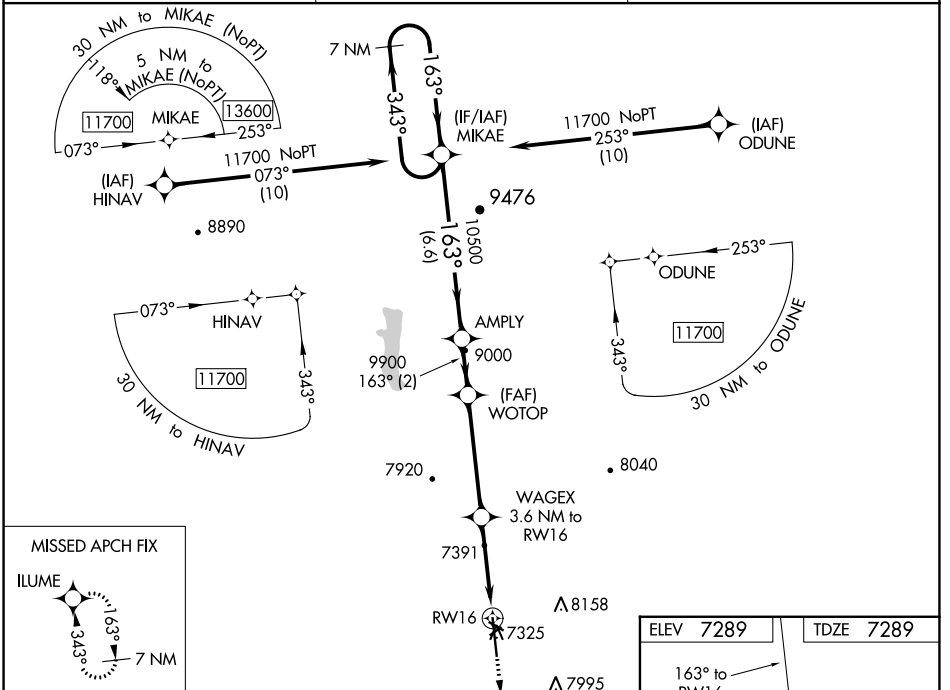 30 NM to MIKAE (NoPT)
118°
5 NM to
MIKAE (NoPT)
11700
13600
MIKAE
073°
253°
7 NM
163°
343°
(IF/IAF)
MIKAE
11700 NoPT
253°
(10)
(IAF)
ODUNE
11700 NoPT
073°
(10)
(IAF)
HINAV
8890
9476
10500
163°
(6.6)
073°
HINAV
11700
343°
30 NM to HINAV
253°
ODUNE
11700
343°
30 NM to ODUNE
AMPLY
9900
163° (2)
9000
(FAF)
WOTOP
7920
8040
WAGEX
3.6 NM to
RW16
7391
MISSED APCH FIX
ILUME
163°
343°
7 NM
RW16
7325
8158
7995
ELEV 7289
TDZE 7289
163° to
RW16